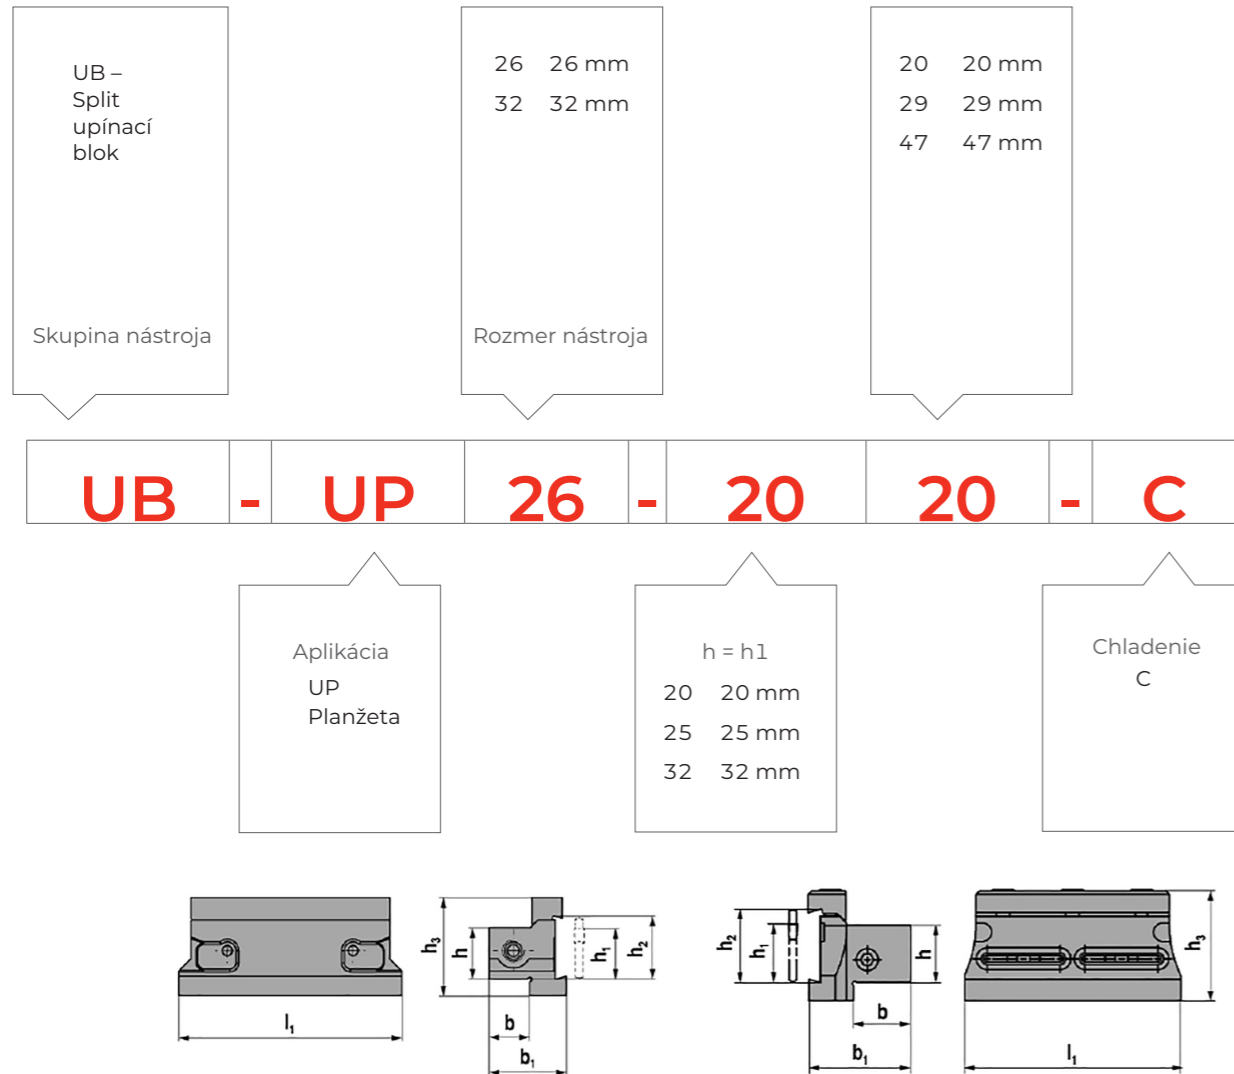 UB –
Split
upínací
blok
Skupina nástroja
26 26 mm
32 32 mm
Rozmer nástroja
20 20 mm
29 29 mm
47 47 mm
UB - UP 26 - 20 20 - C
Aplikácia
UP
Planžeta
h = h1
20 20 mm
25 25 mm
32 32 mm
Chladenie
C
h₃
l₁
h
h₁
h₂
b
b₁
h₂
h₁
h
b
b₁
h₃
l₁